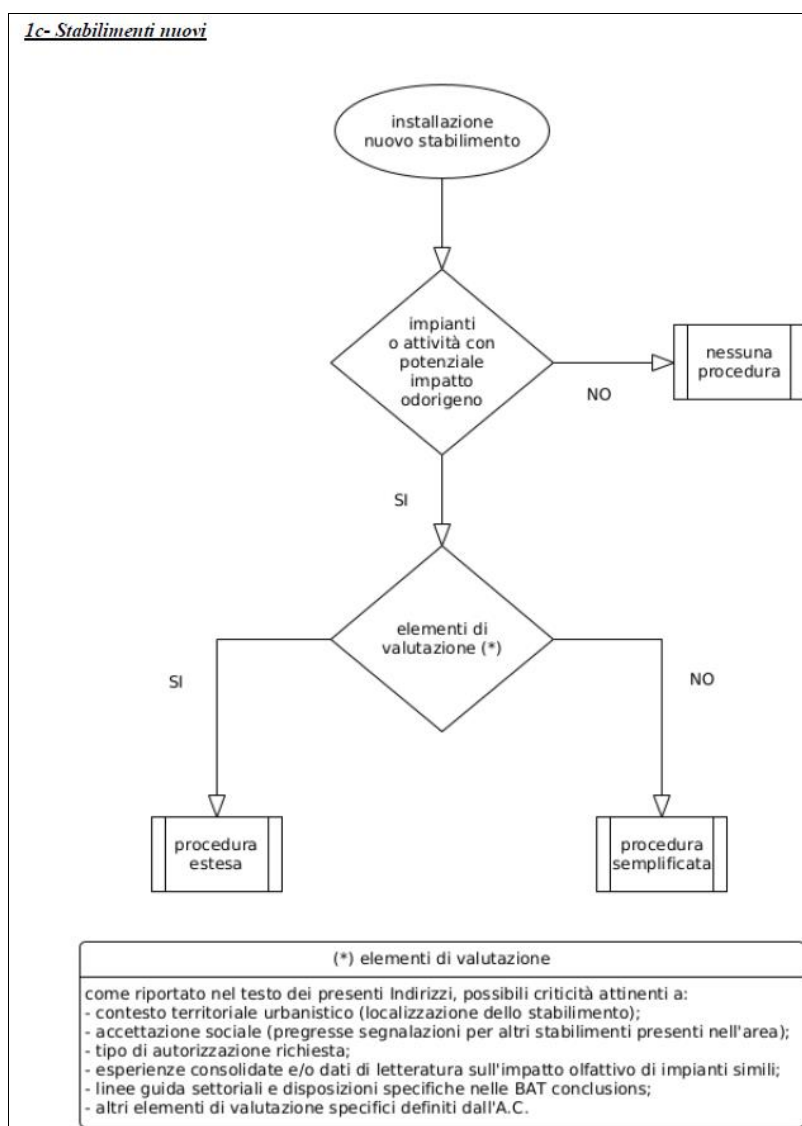 1c- Stabilimenti nuovi
installazione
nuovo stabilimento
impianti
o attività con
potenziale
impatto
odorigeno
nessuna
procedura
NO
SI
elementi di
valutazione (*)
SI
NO
procedura
estesa
procedura
semplificata
(*) elementi di valutazione
come riportato nel testo dei presenti Indirizzi, possibili criticità attinenti a:
- contesto territoriale urbanistico (localizzazione dello stabilimento);
- accettazione sociale (pregresse segnalazioni per altri stabilimenti presenti nell'area);
- tipo di autorizzazione richiesta;
- esperienze consolidate e/o dati di letteratura sull'impatto olfattivo di impianti simili;
- linee guida settoriali e disposizioni specifiche nelle BAT conclusions;
- altri elementi di valutazione specifici definiti dall'A.C.